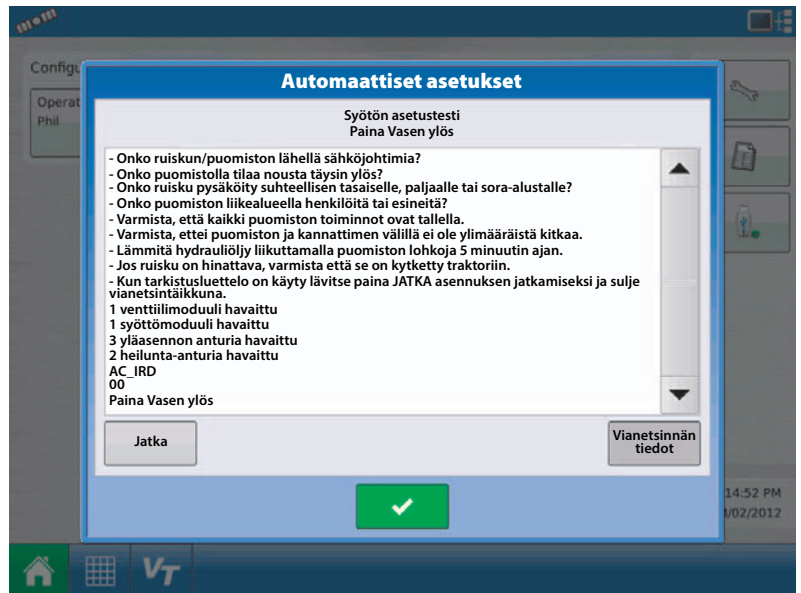 Configu
Operat
Phil
Automaattiset asetukset
Syötön asetustesti
Paina Vasen ylös
- Onko ruiskun/puomiston lähellä sähköjohtimia?
- Onko puomistolla tilaa nousta täysin ylös?
- Onko ruisku pysäköity suhteellisen tasaiselle, paljaalle tai sora-alustalle?
- Onko puomiston liikealueella henkilöitä tai esineitä?
- Varmista, että kaikki puomiston toiminnot ovat tallella.
- Varmista, ettei puomiston ja kannattimen välillä ei ole ylimääräistä kitkaa.
- Lämmitä hydrauliöljy liikuttamalla puomiston lohkoja 5 minuutin ajan.
- Jos ruisku on hinattava, varmista että se on kytketty traktoriin.
- Kun tarkistusluettelo on käyty lävitse paina JATKA asennuksen jatkamiseksi ja sulje
vianetsintäikkuna.
1 venttiilimoduuli havaittu
1 syöttömoduuli havaittu
3 yläasennon anturia havaittu
2 heilunta-anturia havaittu
AC_IRD
00
Paina Vasen ylös
Jatka
Vianetsinnän
tiedot
14:52 PM
/02/2012
VT